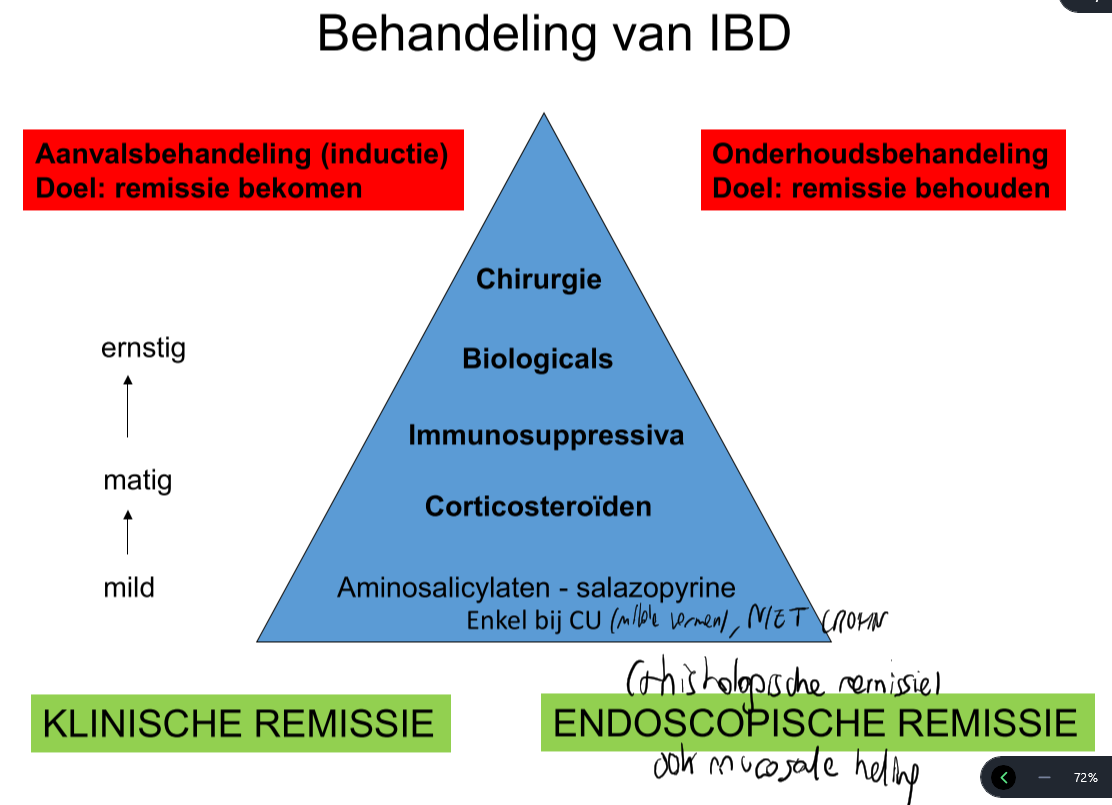 Behandeling van IBD
Aanvalsbehandeling (inductie)
Doel: remissie bekomen
Onderhoudsbehandeling
Doel: remissie behouden
Chirurgie
ernstig
Biologicals
Immunosuppressiva
matig
Corticosteroïden
mild
Aminosalicylaten - salazopyrine
Enkel bij CU (milde vormen), NIET CROHN
(+histologische remissie)
KLINISCHE REMISSIE
ENDOSCOPISCHE REMISSIE
ook mucosale heling
72%